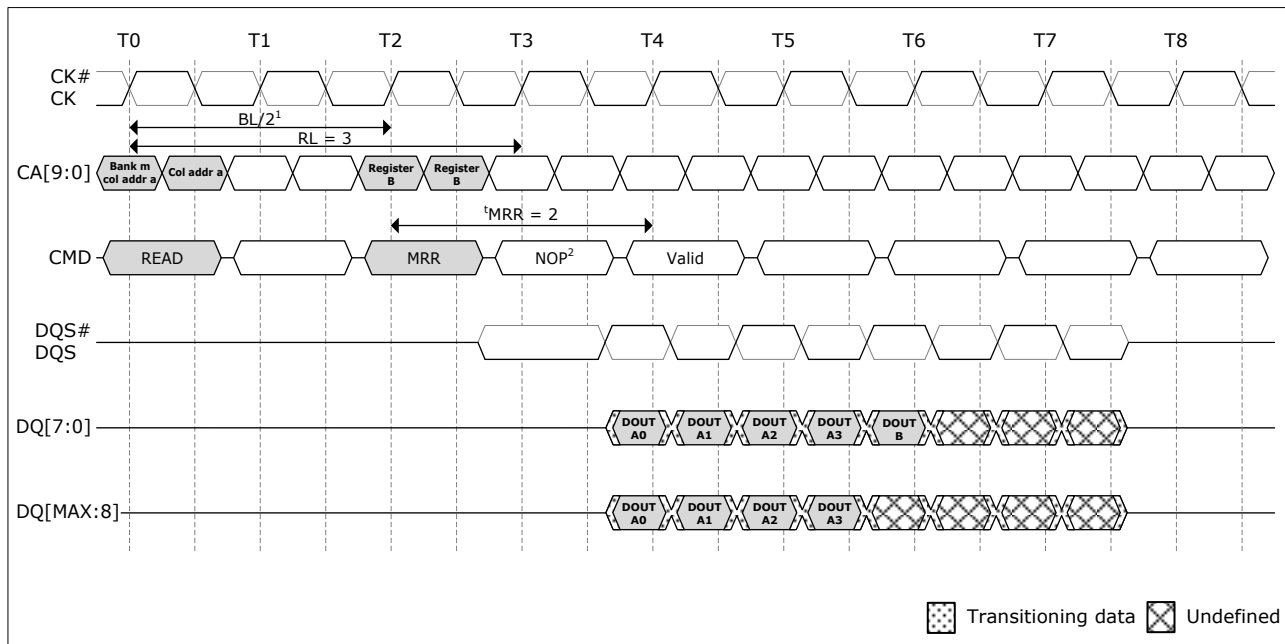 T0 T1 T2 T3 T4 T5 T6 T7 T8
CK#
CK
BL/2¹
RL = 3
CA[9:0] Bank m col addr a Col addr a Register B Register B
ᵗMRR = 2
CMD READ MRR NOP² Valid
DQS#
DQS
DQ[7:0] DOUT A0 DOUT A1 DOUT A2 DOUT A3 DOUT B
DQ[MAX:8] DOUT A0 DOUT A1 DOUT A2 DOUT A3
Transitioning data Undefined